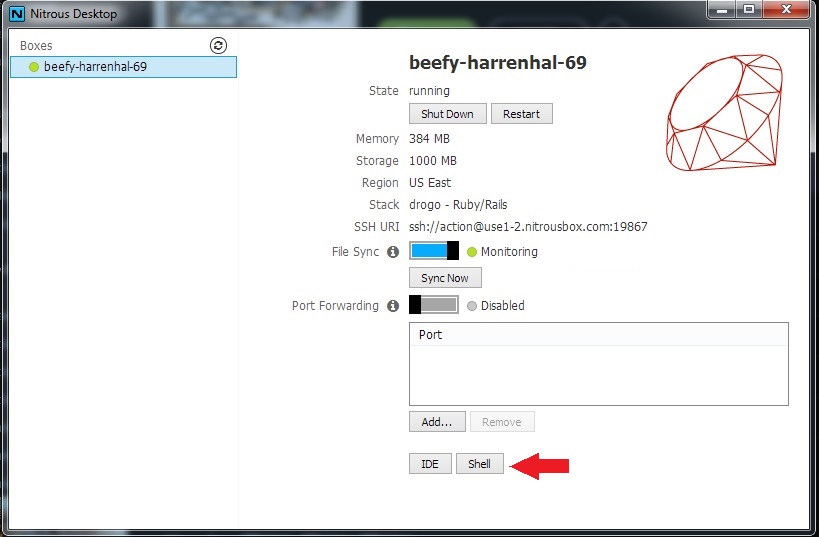 N Nitrous Desktop
Boxes
beefy-harrenhal-69
beefy-harrenhal-69
State running
Shut Down Restart
Memory 384 MB
Storage 1000 MB
Region US East
Stack drogo - Ruby/Rails
SSH URI ssh://action@use1-2.nitrousbox.com:19867
File Sync i Monitoring
Sync Now
Port Forwarding i Disabled
Port
Add... Remove
IDE Shell